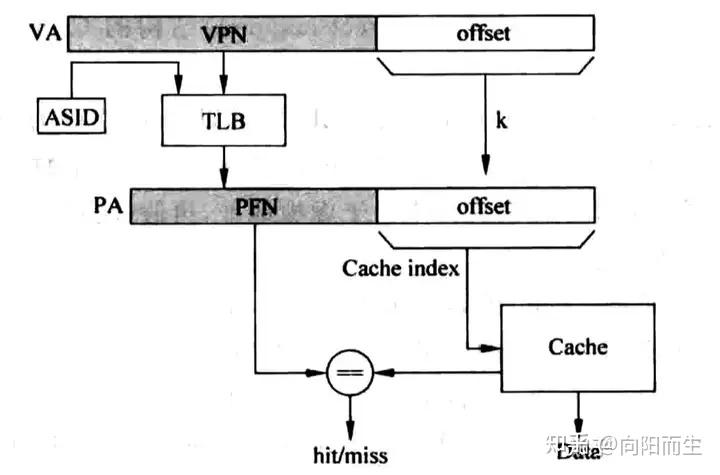 VA
VPN
offset
ASID
TLB
k
PA
PFN
offset
Cache index
Cache
==
hit/miss
Data
知乎 @向阳而生